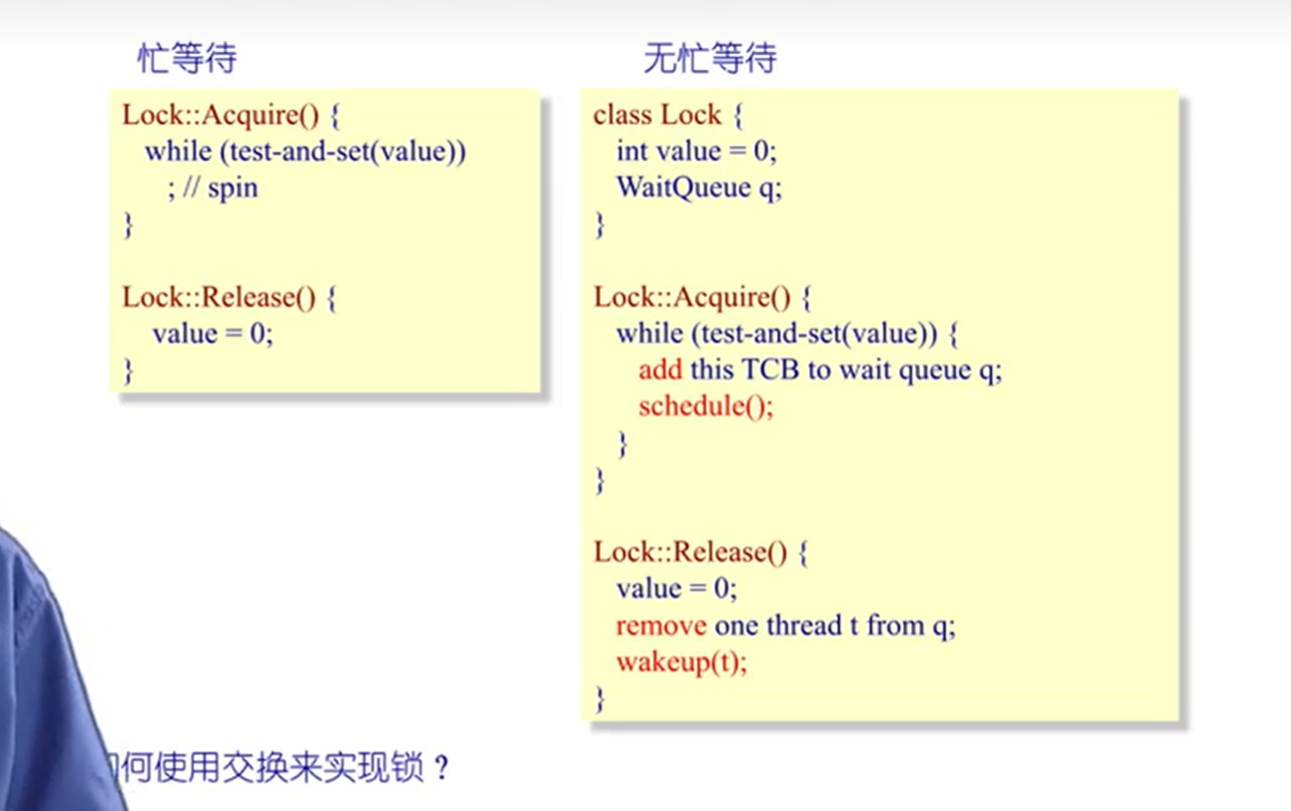 忙等待
Lock::Acquire() {
while (test-and-set(value))
; // spin
}
Lock::Release() {
value = 0;
}
无忙等待
class Lock {
int value = 0;
WaitQueue q;
}
Lock::Acquire() {
while (test-and-set(value)) {
add this TCB to wait queue q;
schedule();
}
}
Lock::Release() {
value = 0;
remove one thread t from q;
wakeup(t);
}
何使用交换来实现锁？